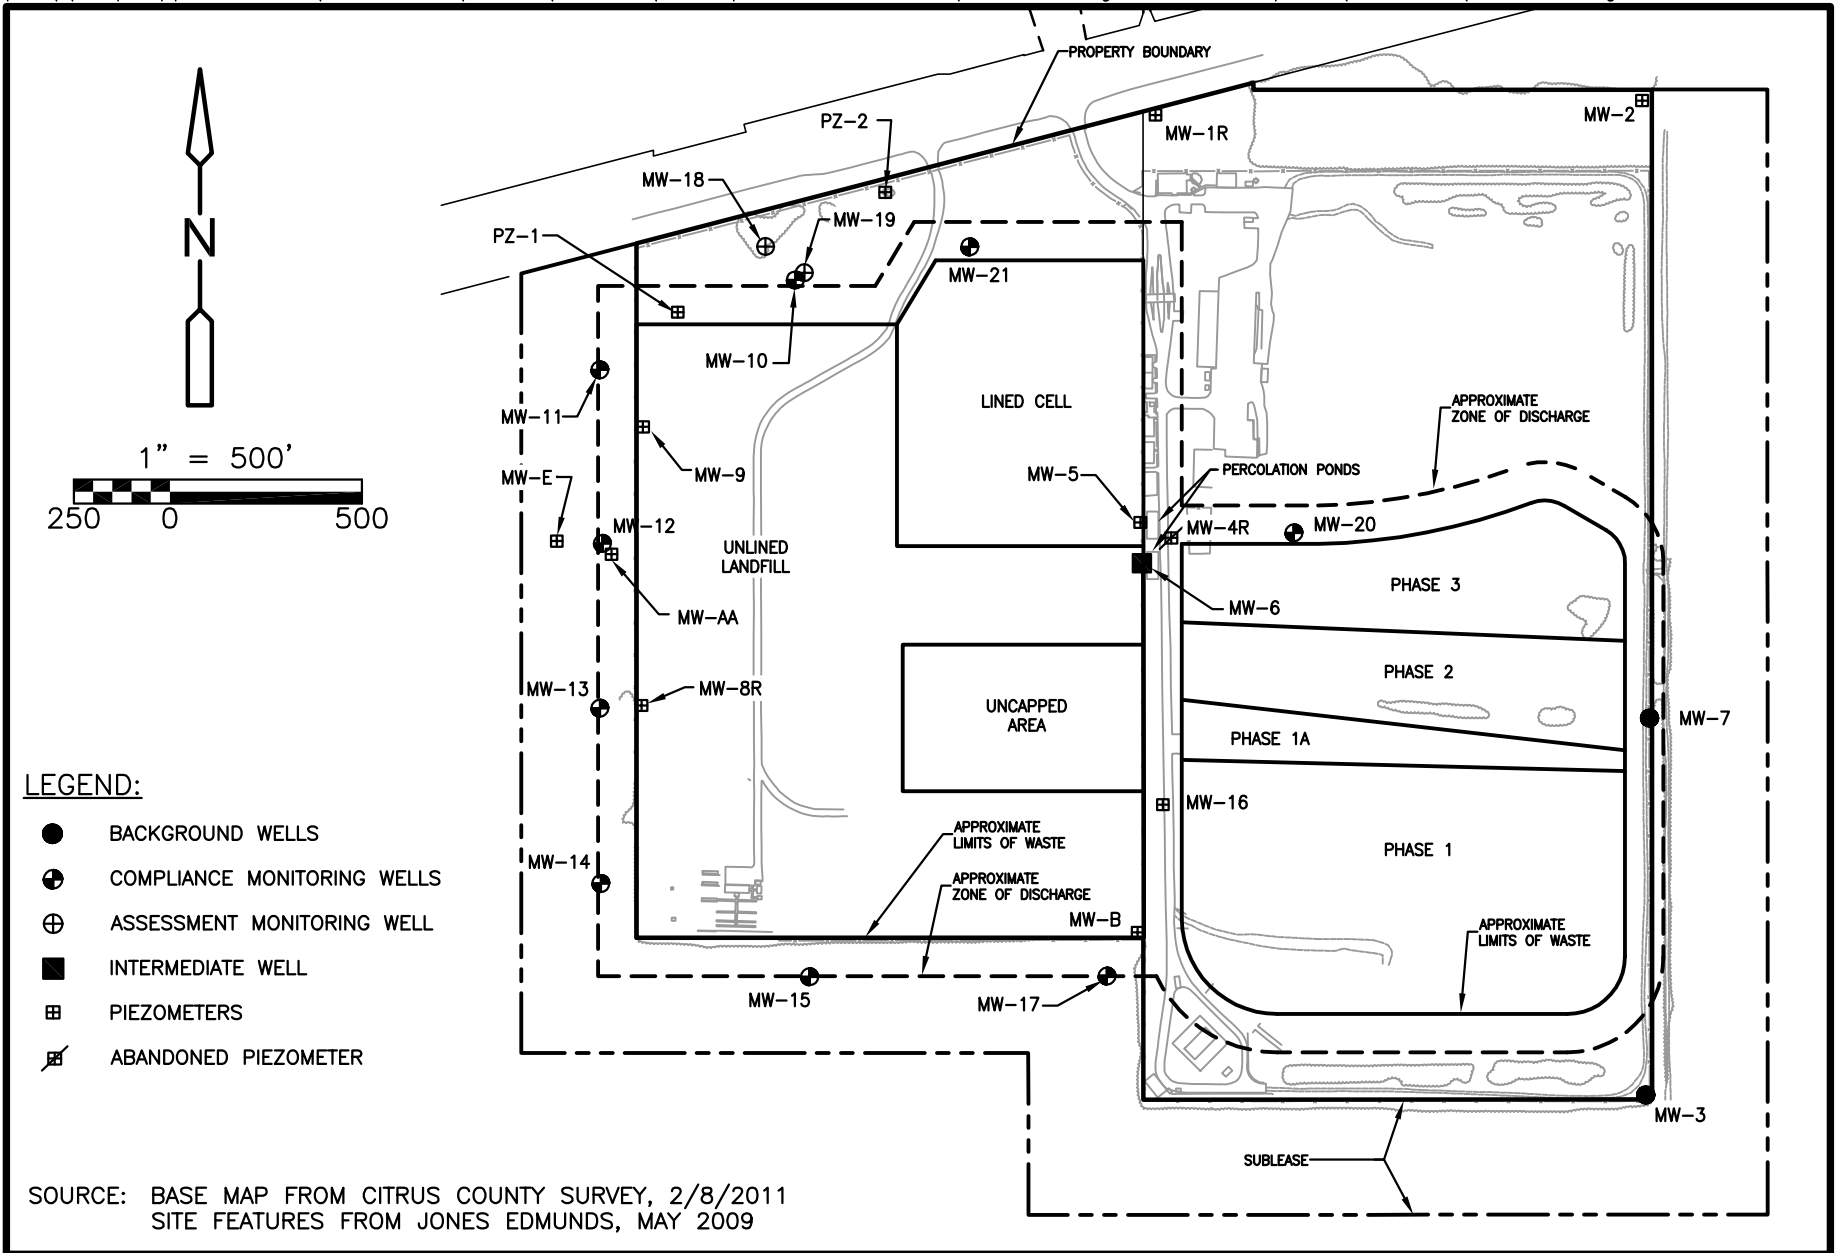 PROPERTY BOUNDARY
PZ-2
MW-1R
MW-2
MW-18
MW-19
PZ-1
MW-21
N
MW-10
LINED CELL
APPROXIMATE
ZONE OF DISCHARGE
MW-11
1" = 500'
250 0 500
MW-E
MW-9
MW-5
PERCOLATION PONDS
MW-12
MW-4R
MW-20
UNLINED
LANDFILL
PHASE 3
MW-6
MW-AA
PHASE 2
MW-13
MW-8R
UNCAPPED
AREA
MW-7
PHASE 1A
MW-16
PHASE 1
APPROXIMATE
LIMITS OF WASTE
MW-14
APPROXIMATE
ZONE OF DISCHARGE
MW-B
APPROXIMATE
LIMITS OF WASTE
MW-15
MW-17
MW-3
SUBLEASE
LEGEND:
BACKGROUND WELLS
COMPLIANCE MONITORING WELLS
ASSESSMENT MONITORING WELL
INTERMEDIATE WELL
PIEZOMETERS
ABANDONED PIEZOMETER
SOURCE: BASE MAP FROM CITRUS COUNTY SURVEY, 2/8/2011
SITE FEATURES FROM JONES EDMUNDS, MAY 2009